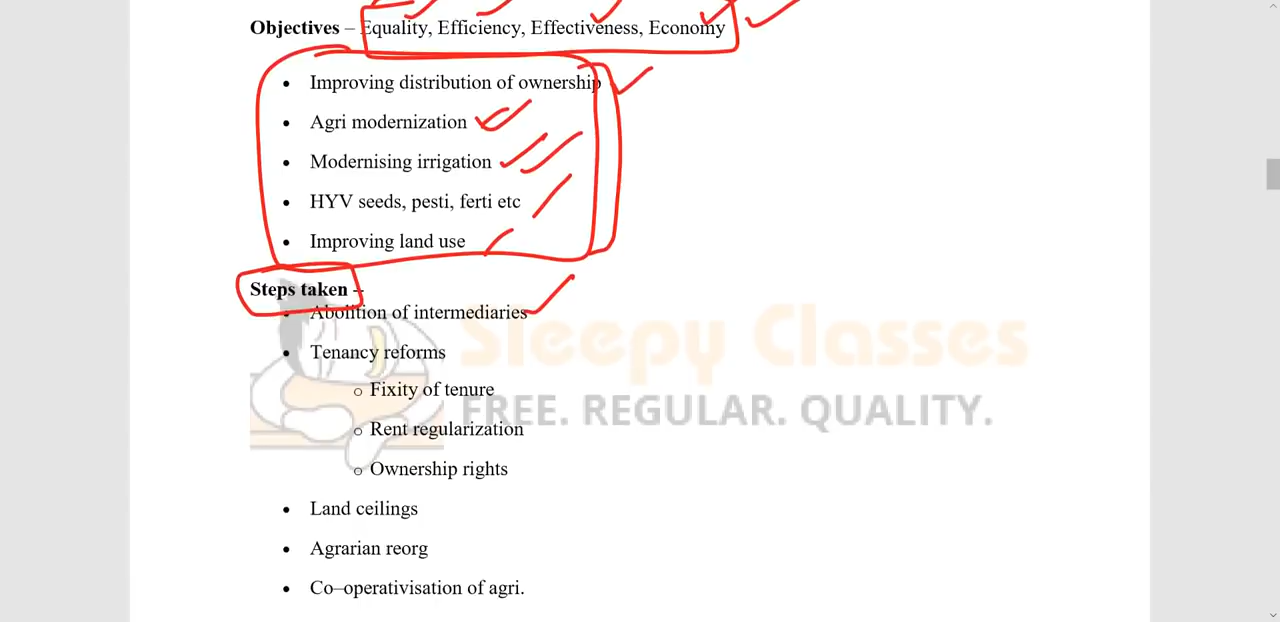 Objectives – Equality, Efficiency, Effectiveness, Economy
• Improving distribution of ownership
• Agri modernization
• Modernising irrigation
• HYV seeds, pesti, ferti etc
• Improving land use
Steps taken –
• Abolition of intermediaries
• Tenancy reforms
o Fixity of tenure
o Rent regularization
o Ownership rights
• Land ceilings
• Agrarian reorg
• Co–operativisation of agri.
Sleepy Classes
FREE. REGULAR. QUALITY.